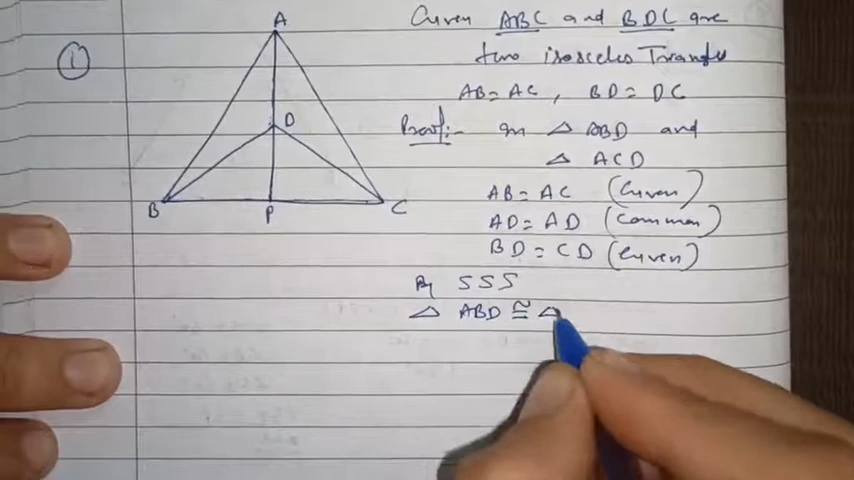 (i)
A
D
B
P
C
Given ABC and BDC are
two isosceles Triangle
AB = AC , BD = DC
Proof:- In △ ABD and
△ ACD
AB = AC (Given)
AD = AD (Common)
BD = CD (Given)
By SSS
△ ABD ≅ △